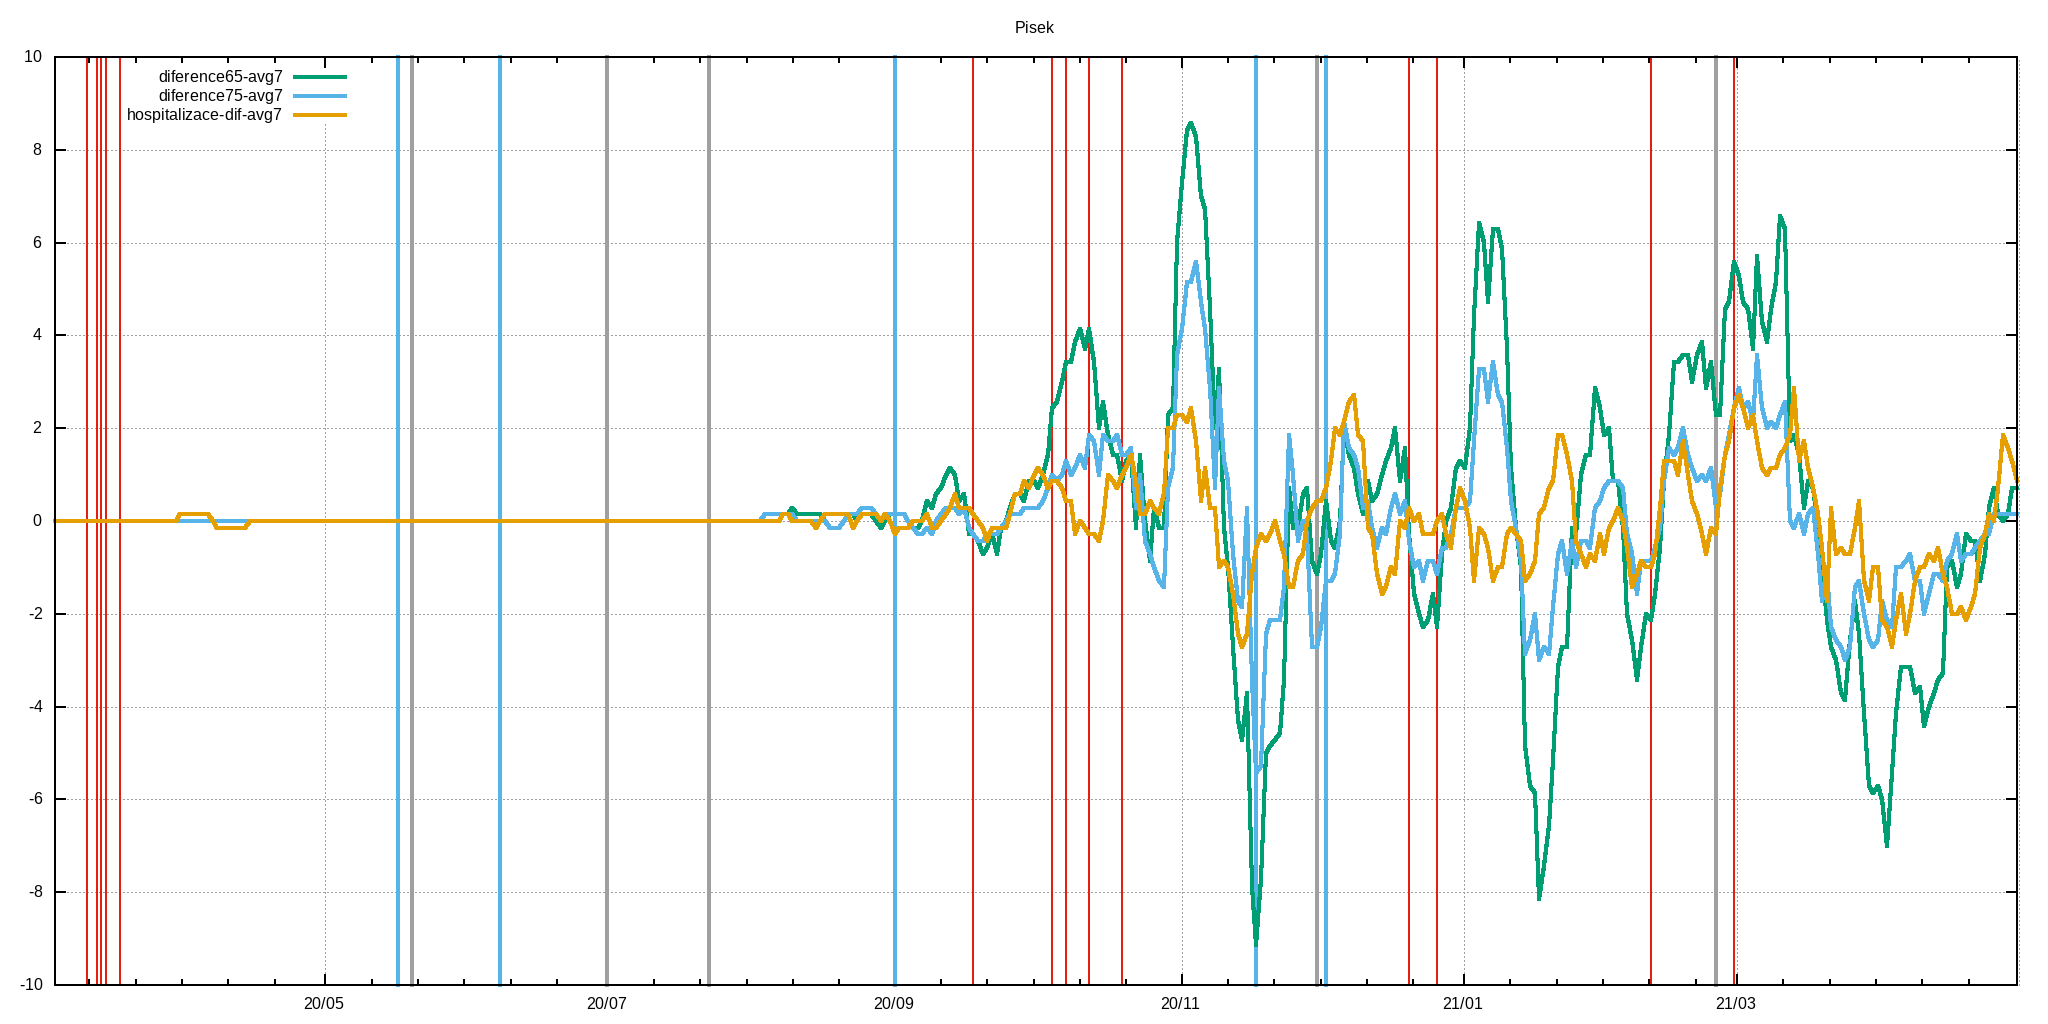 Pisek
10
diference65-avg7
diference75-avg7
hospitalizace-dif-avg7
8
6
4
2
0
-2
-4
-6
-8
-10
20/05 20/07 20/09 20/11 21/01 21/03